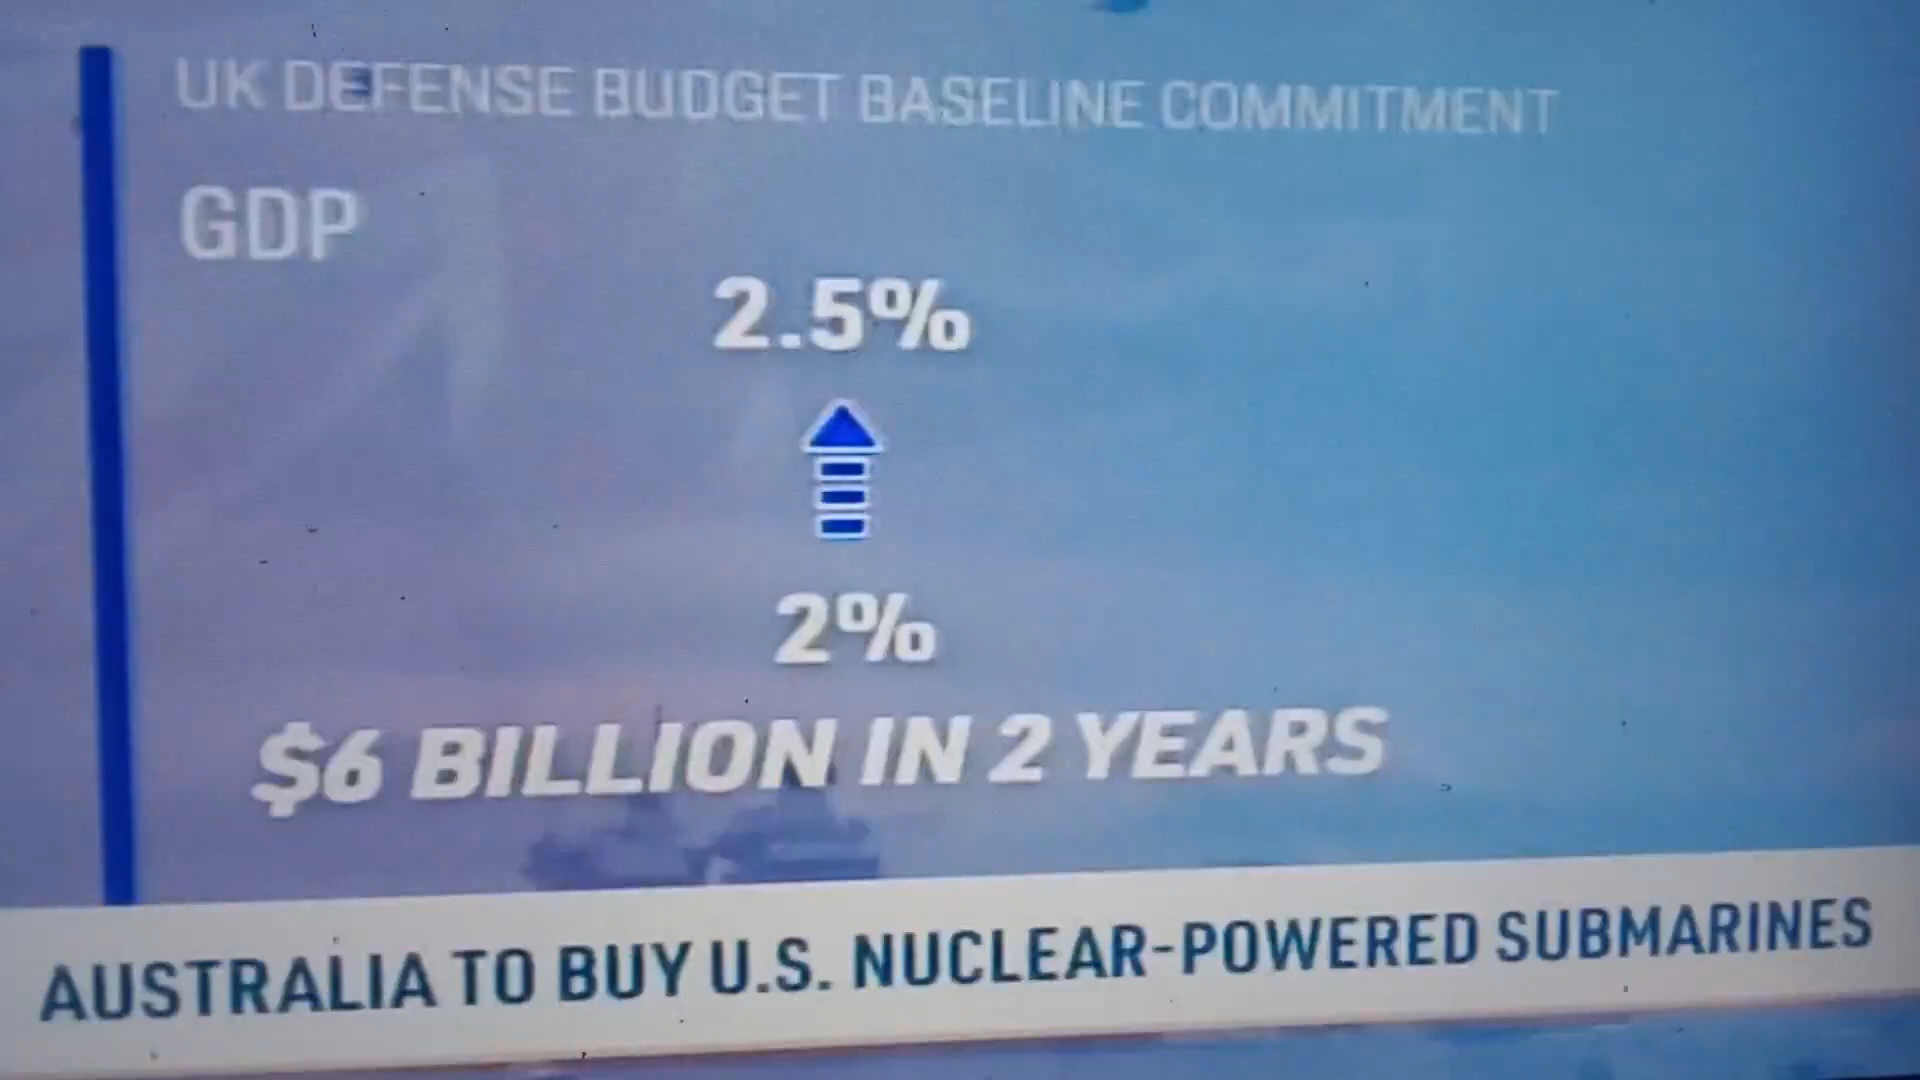 UK DEFENSE BUDGET BASELINE COMMITMENT
GDP
2.5%
2%
$6 BILLION IN 2 YEARS
AUSTRALIA TO BUY U.S. NUCLEAR-POWERED SUBMARINES